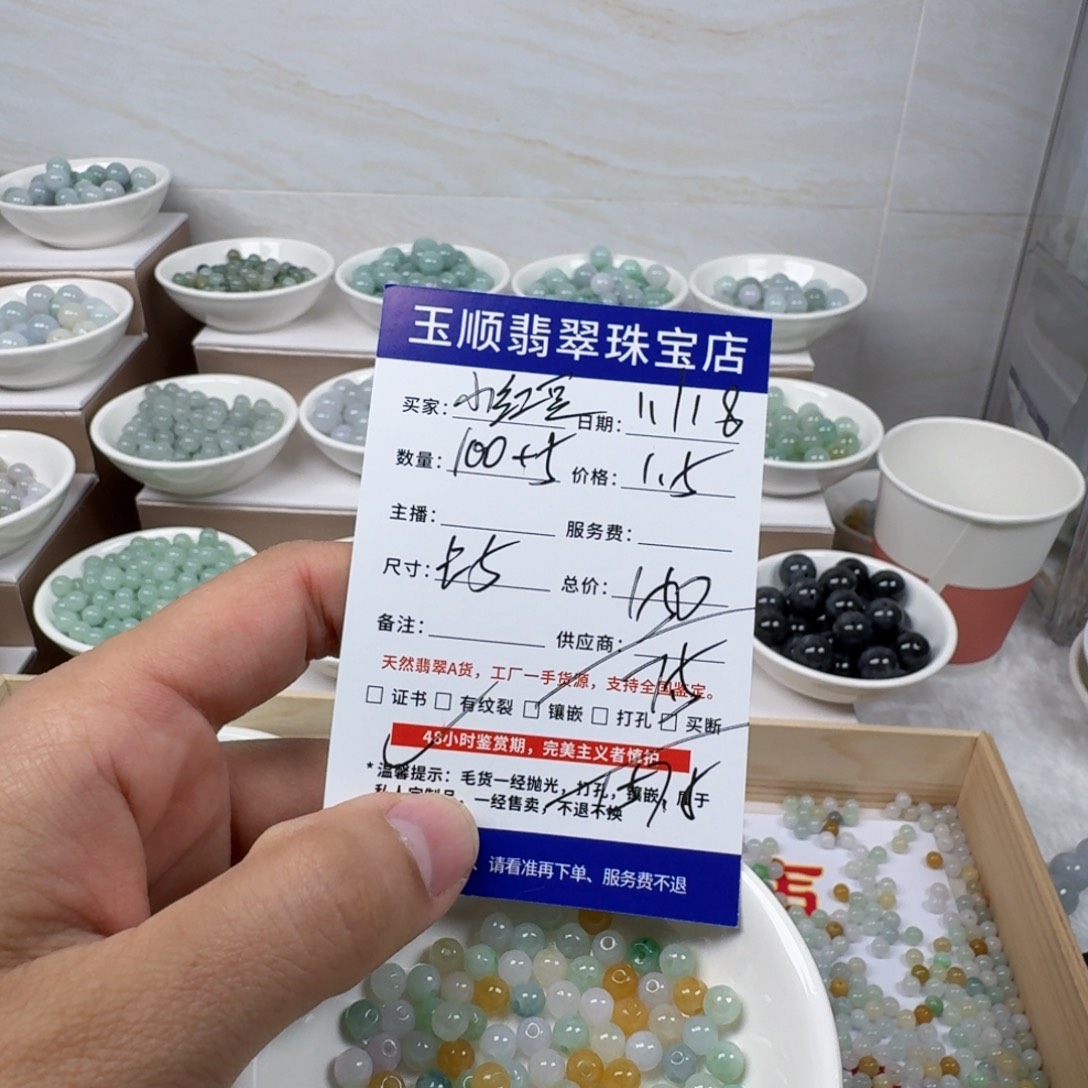 玉顺翡翠珠宝店
买家：小红豆 日期：11/18
数量：100+5 价格：1.5
主播： 服务费：
尺寸： 总价：150
备注： 供应商：75
天然翡翠A货，工厂一手货源，支持全国鉴定。
□ 证书 □ 有纹裂 □ 镶嵌 □ 打孔 □ 买断
48小时鉴赏期，完美主义者慎拍
*温馨提示：毛货一经抛光，打孔，镶嵌，属于
私人定制品，一经售卖，不退不换
、请看准再下单、服务费不退